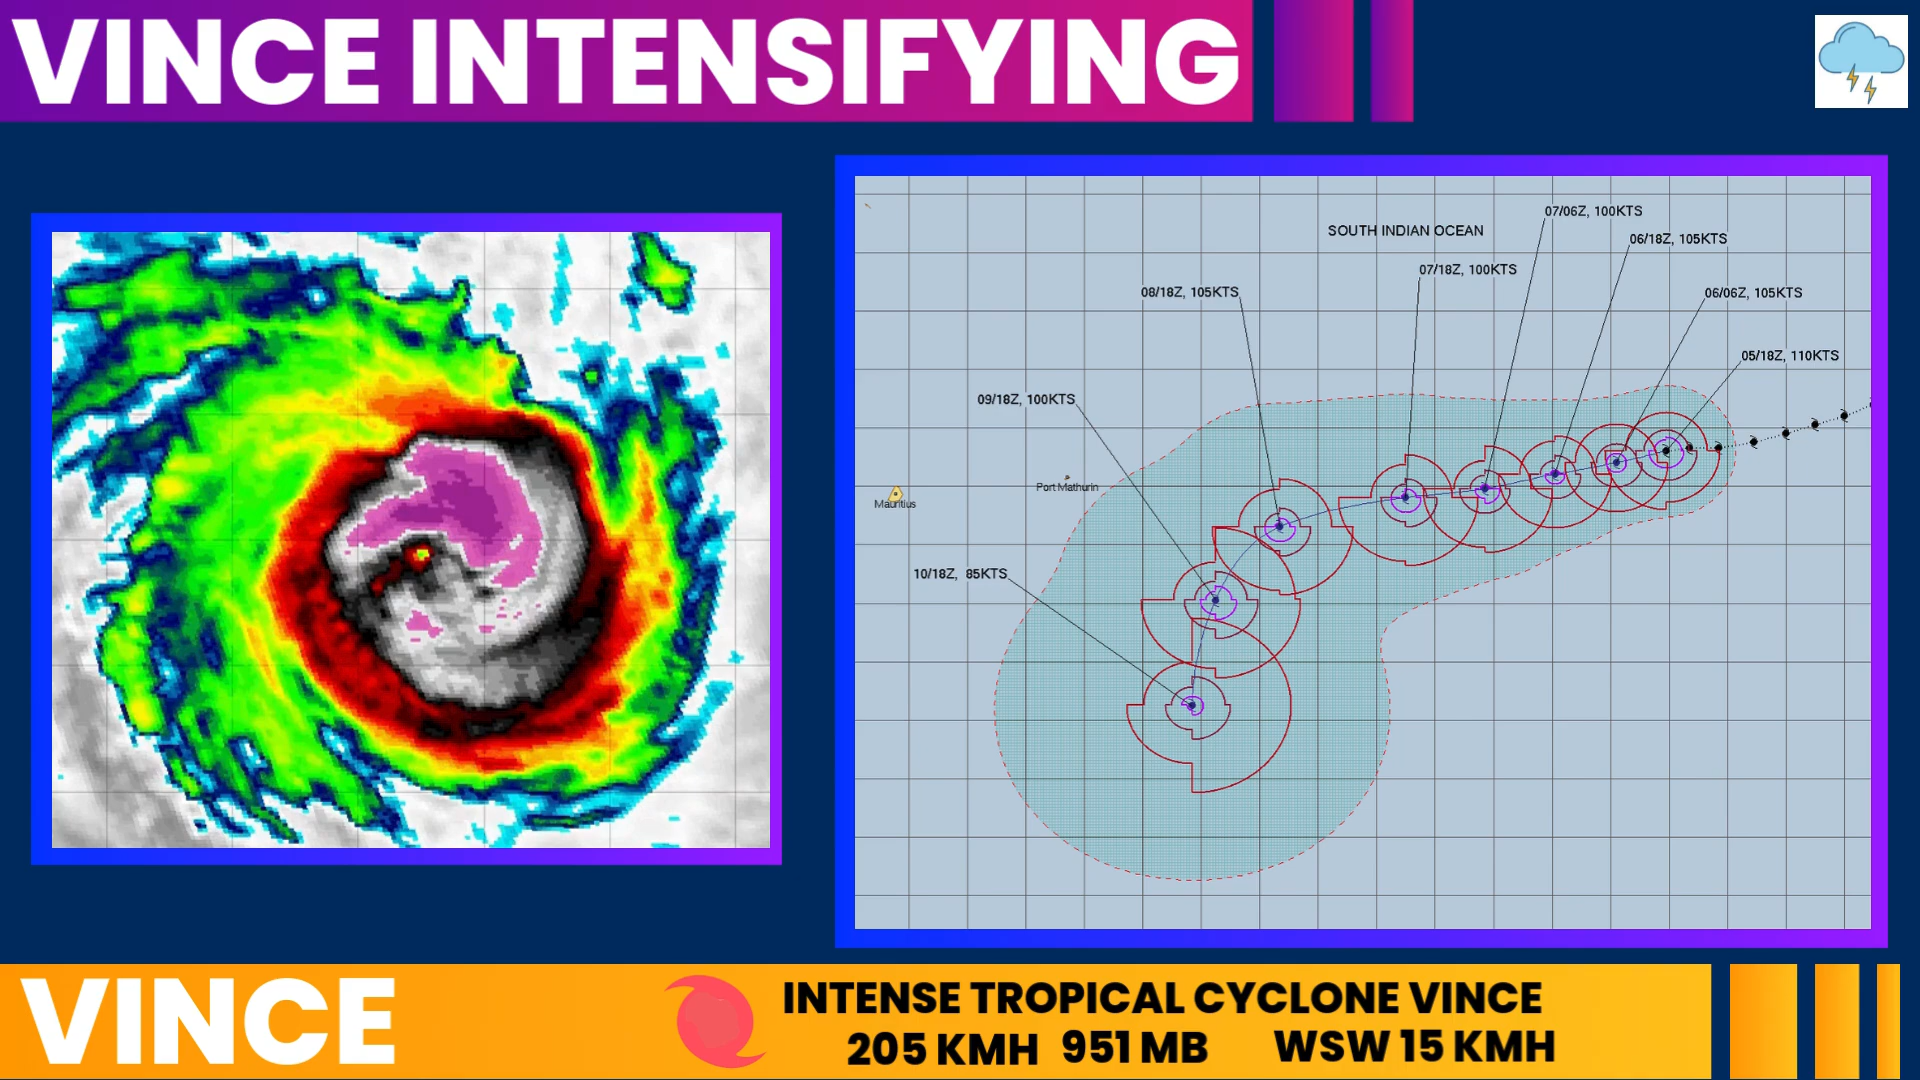 VINCE INTENSIFYING
SOUTH INDIAN OCEAN
07/06Z, 100KTS
06/18Z, 105KTS
07/18Z, 100KTS
08/18Z, 105KTS
06/06Z, 105KTS
05/18Z, 110KTS
09/18Z, 100KTS
Port Mathurin
Mauritius
10/18Z, 85KTS
VINCE
INTENSE TROPICAL CYCLONE VINCE
205 KMH 951 MB WSW 15 KMH